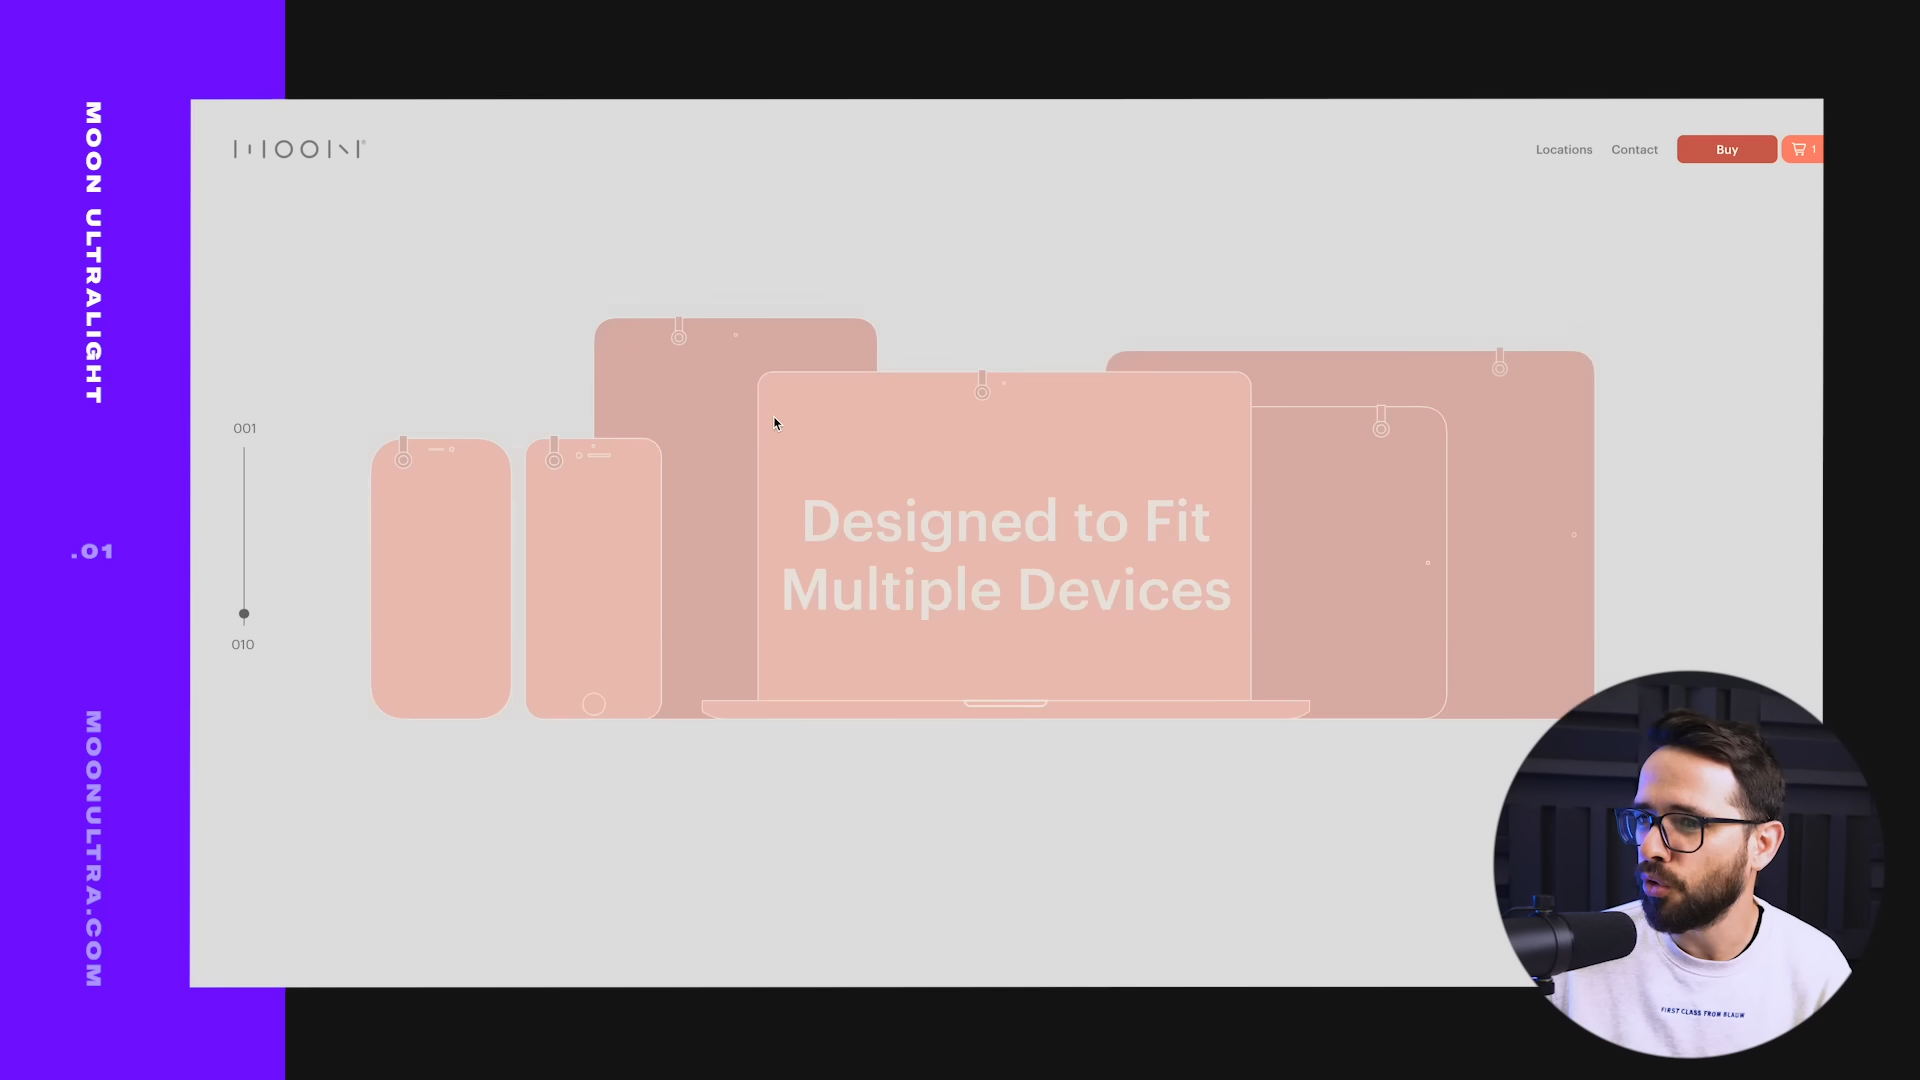 MOON ULTRALIGHT
.01
MOONULTRA.COM
MOON
Locations
Contact
Buy
1
001
010
Designed to Fit
Multiple Devices
FIRST CLASS FROM BLAUW